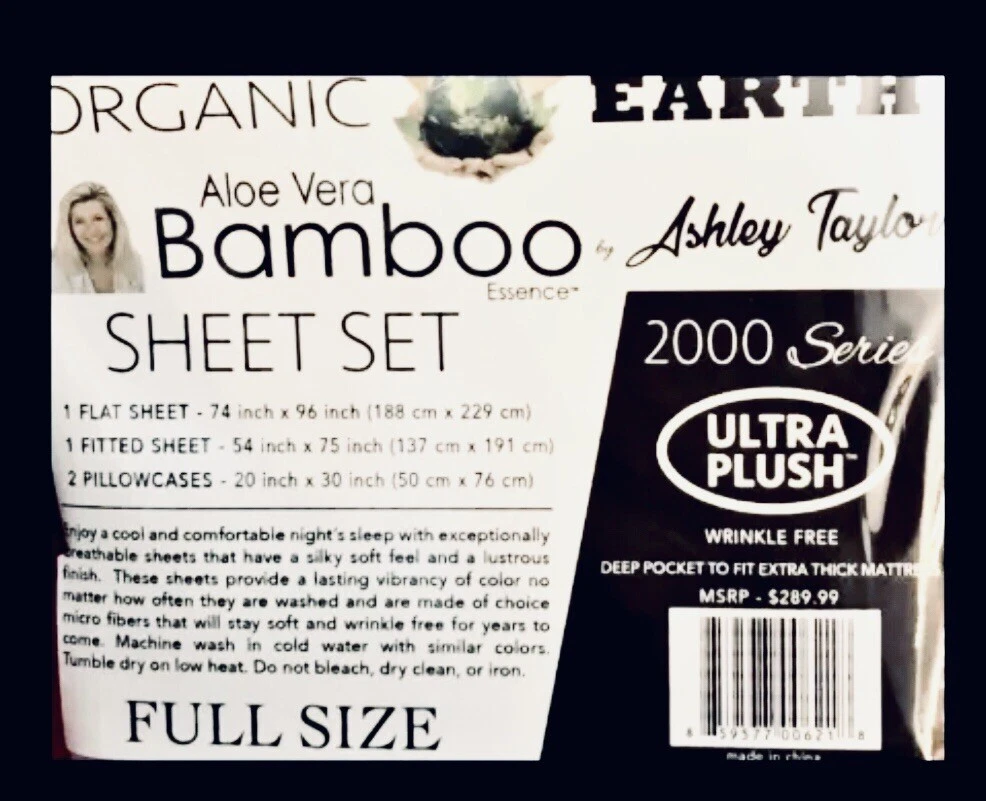 ORGANIC EARTH
Aloe Vera
Bamboo by Ashley Taylor
Essence™
SHEET SET
1 FLAT SHEET - 74 inch x 96 inch (188 cm x 229 cm)
1 FITTED SHEET - 54 inch x 75 inch (137 cm x 191 cm)
2 PILLOWCASES - 20 inch x 30 inch (50 cm x 76 cm)
Enjoy a cool and comfortable night's sleep with exceptionally
breathable sheets that have a silky soft feel and a lustrous
finish. These sheets provide a lasting vibrancy of color no
matter how often they are washed and are made of choice
micro fibers that will stay soft and wrinkle free for years to
come. Machine wash in cold water with similar colors.
Tumble dry on low heat. Do not bleach, dry clean, or iron.
FULL SIZE
2000 Series
ULTRA
PLUSH™
WRINKLE FREE
DEEP POCKET TO FIT EXTRA THICK MATTRE
MSRP - $289.99
8 59577 00621 8
made in china